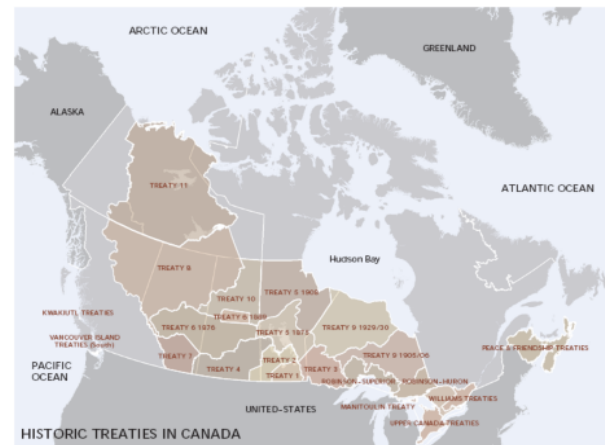 ARCTIC OCEAN
GREENLAND
ALASKA
TREATY 11
ATLANTIC OCEAN
Hudson Bay
TREATY 8
TREATY 5 1908
TREATY 10
KWAKIUTL TREATIES
TREATY 6 1889
TREATY 6 1876
TREATY 5 1875
TREATY 9 1929/30
VANCOUVER ISLAND
TREATIES (South)
PEACE & FRIENDSHIP TREATIES
PACIFIC
OCEAN
TREATY 7
TREATY 4
TREATY 2
TREATY 1
TREATY 3
TREATY 9 1905/06
ROBINSON-SUPERIOR
ROBINSON-HURON
WILLIAMS TREATIES
MANITOULIN TREATY
UNITED-STATES
UPPER CANADA TREATIES
HISTORIC TREATIES IN CANADA